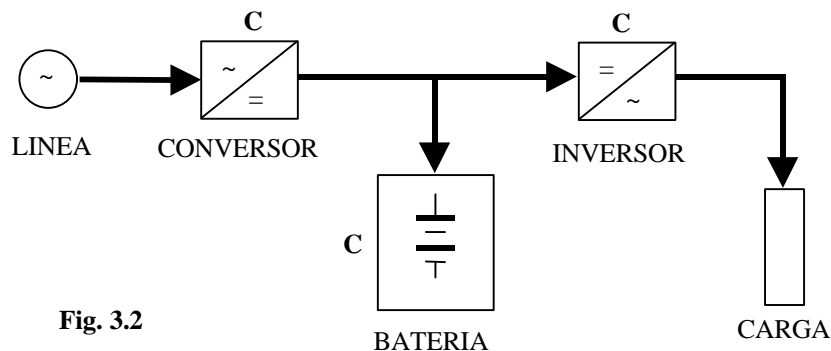 C
C
~
~
=
=
~
LINEA
CONVERSOR
INVERSOR
C
Fig. 3.2
BATERIA
CARGA